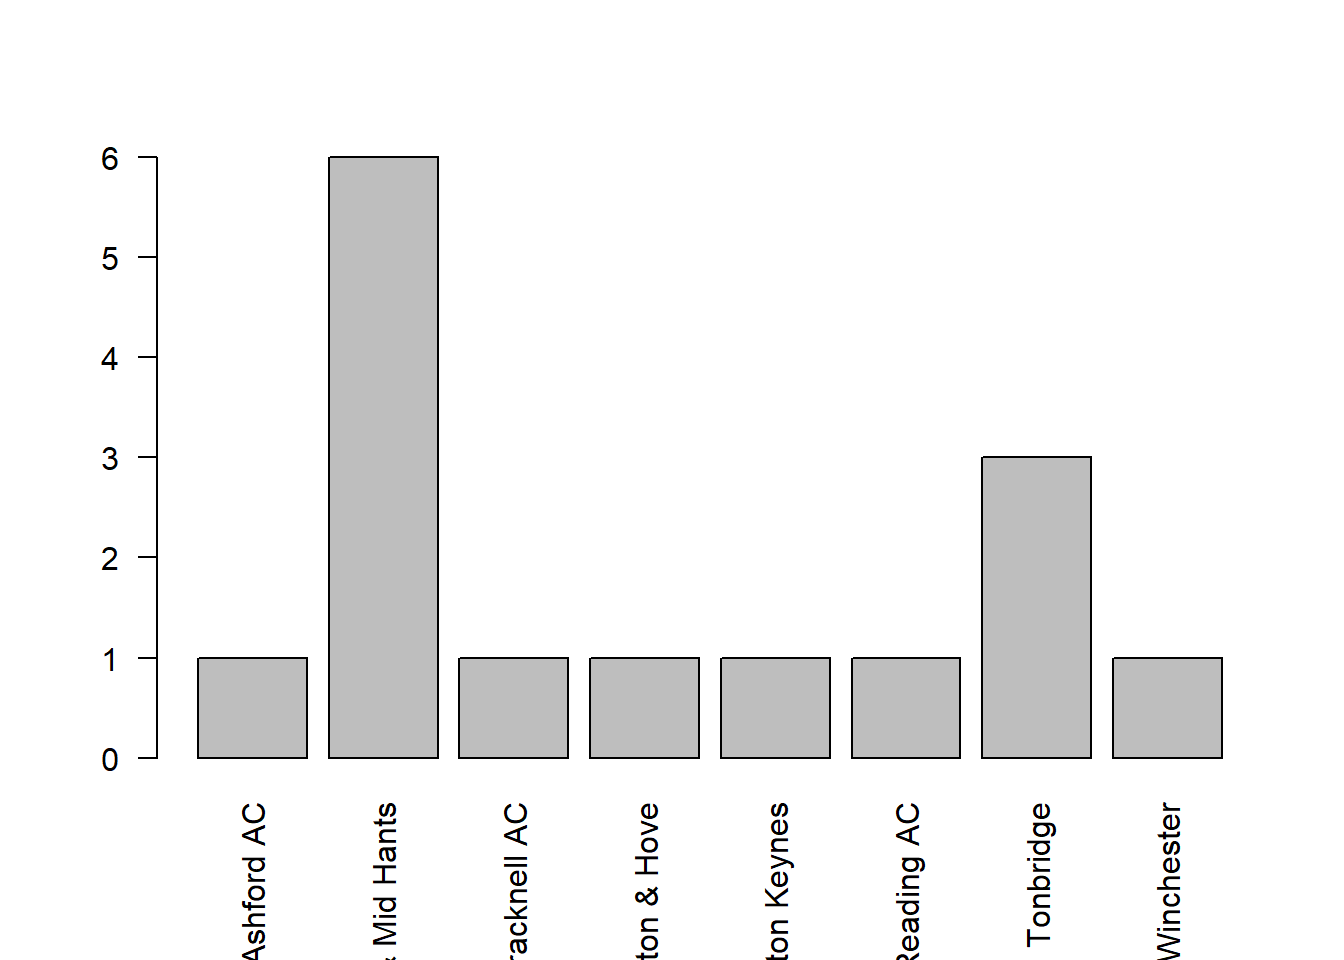 6
5
4
3
2
1
0
Ashford AC
& Mid Hants
racknell AC
ton & Hove
ton Keynes
Reading AC
Tonbridge
Winchester